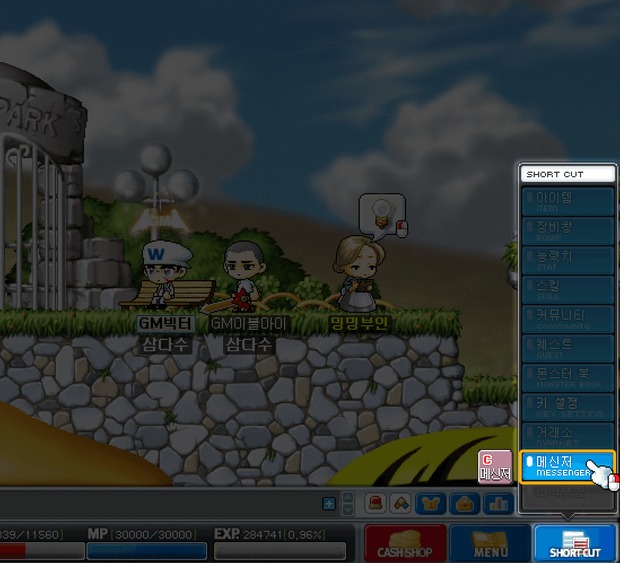 PARK
SHORT CUT
아이템
ITEM
장비창
EQUIP
능력치
STAT
스킬
SKILL
커뮤니티
community
퀘스트
QUEST
몬스터 북
MONSTER BOOK
키 설정
KEY SETTING
거래소
MARKET
메신저
MESSENGER
W
GM빅터
삼다수
GM이블아이
삼다수
밍밍부인
C
메신저
339/11560]
MP [30000/30000]
EXP. 284741[0.96%]
CASH SHOP
MENU
SHORT CUT